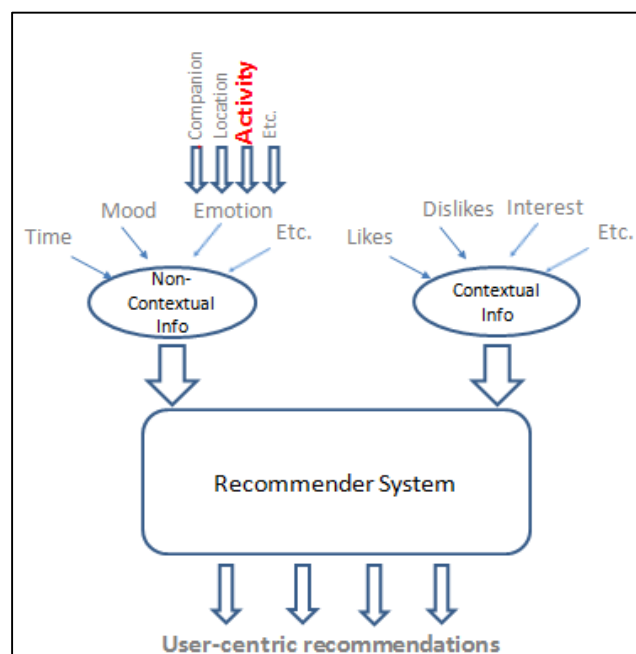 Companion
Location
Activity
Etc.
Mood
Emotion
Time
Etc.
Dislikes
Interest
Likes
Etc.
Non-
Contextual
Info
Contextual
Info
Recommender System
User-centric recommendations